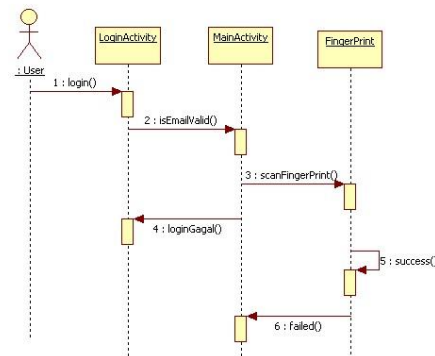 LoginActivity
MainActivity
FingerPrint
: User
1 : login()
2 : isEmailValid()
3 : scanFingerPrint()
4 : loginGagal()
5 : success()
6 : failed()